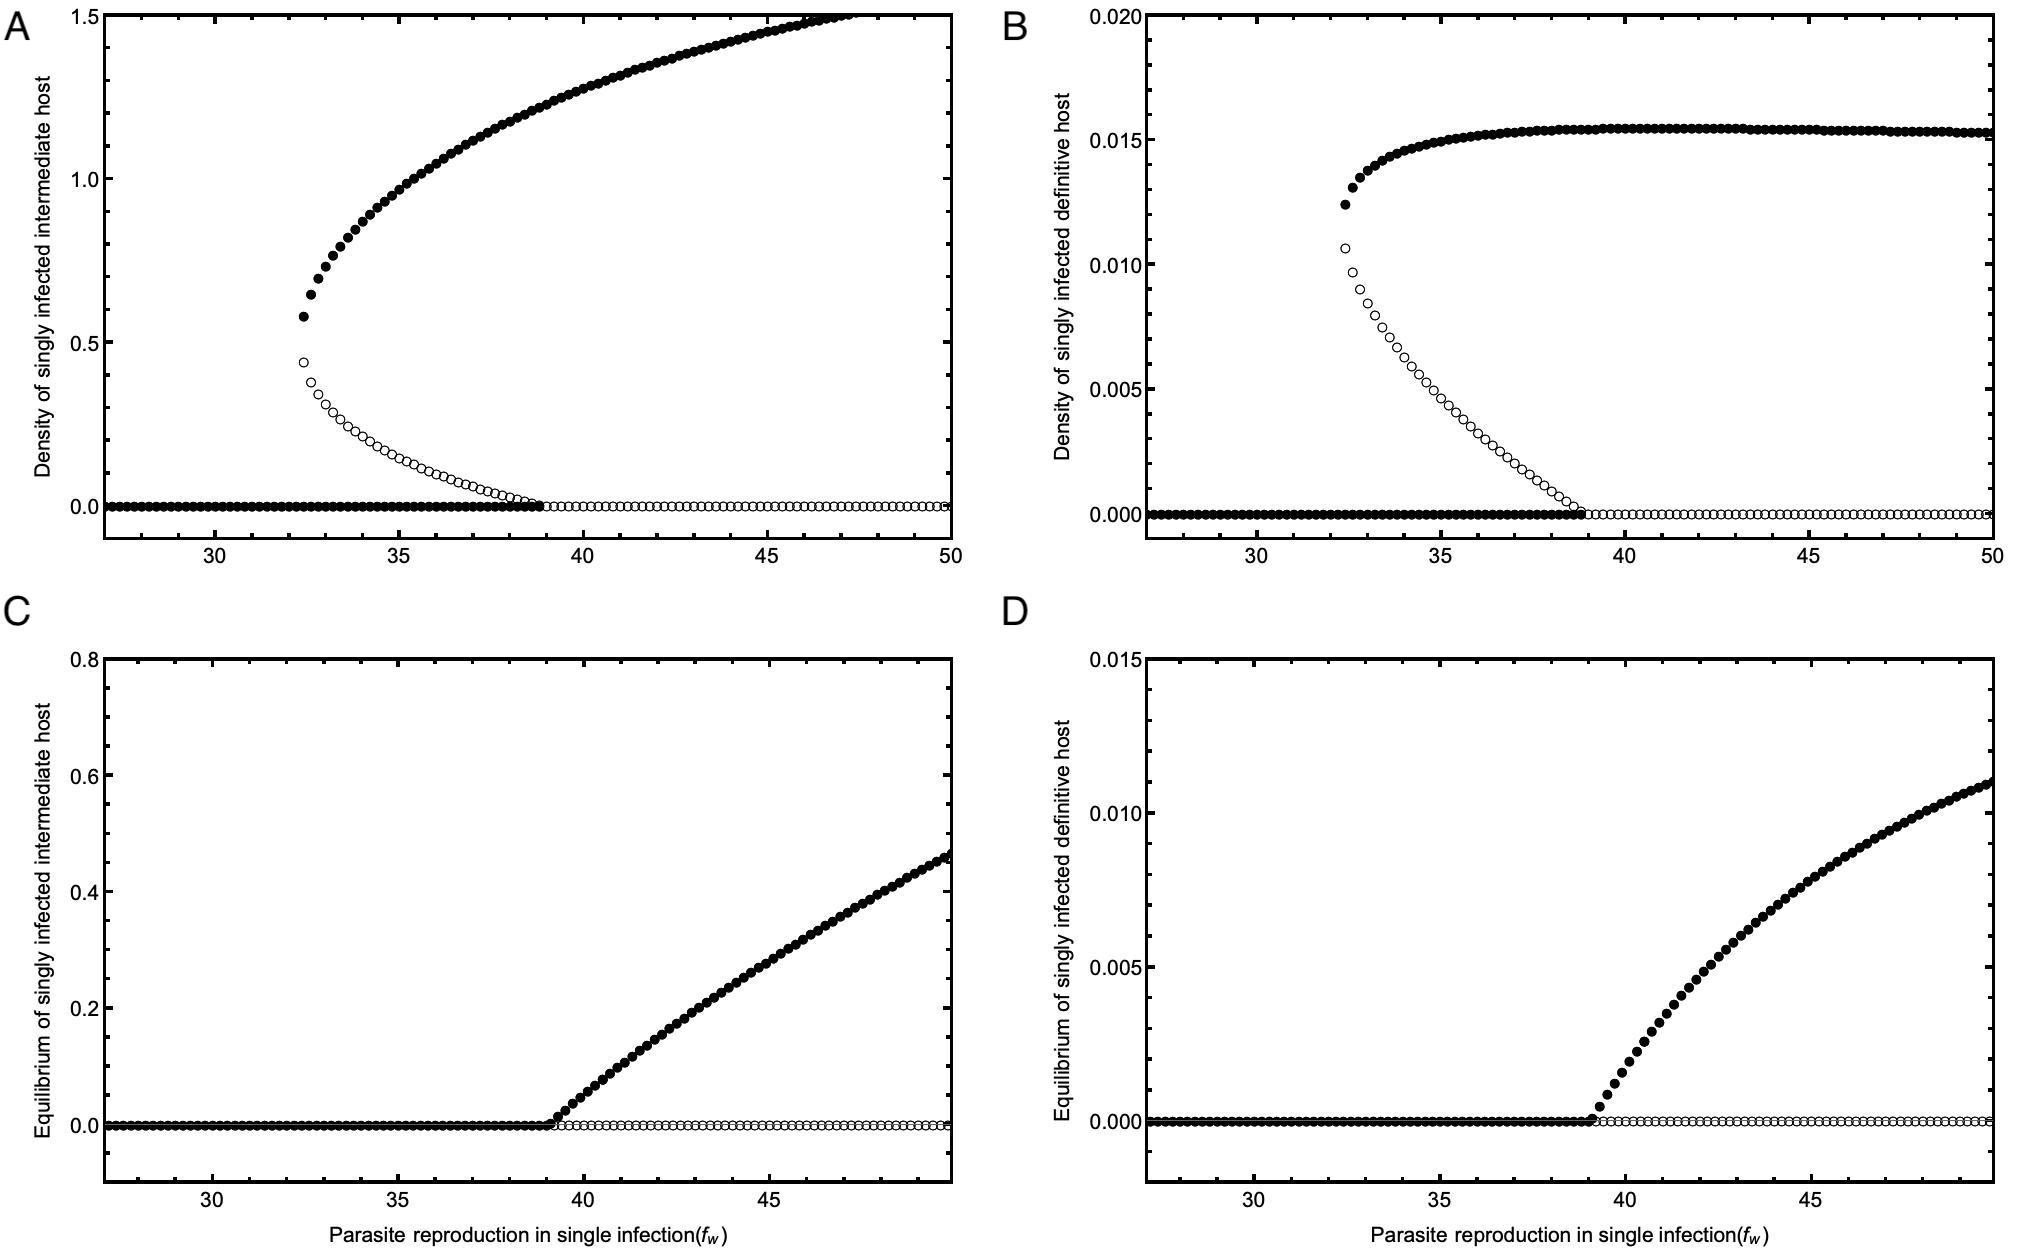 A
Density of singly infected intermediate host
1.5
1.0
0.5
0.0
30 35 40 45 50
B
Density of singly infected definitive host
0.020
0.015
0.010
0.005
0.000
30 35 40 45 50
C
Equilibrium of singly infected intermediate host
0.8
0.6
0.4
0.2
0.0
30 35 40 45
Parasite reproduction in single infection(fw)
D
Equilibrium of singly infected definitive host
0.015
0.010
0.005
0.000
30 35 40 45
Parasite reproduction in single infection(fw)